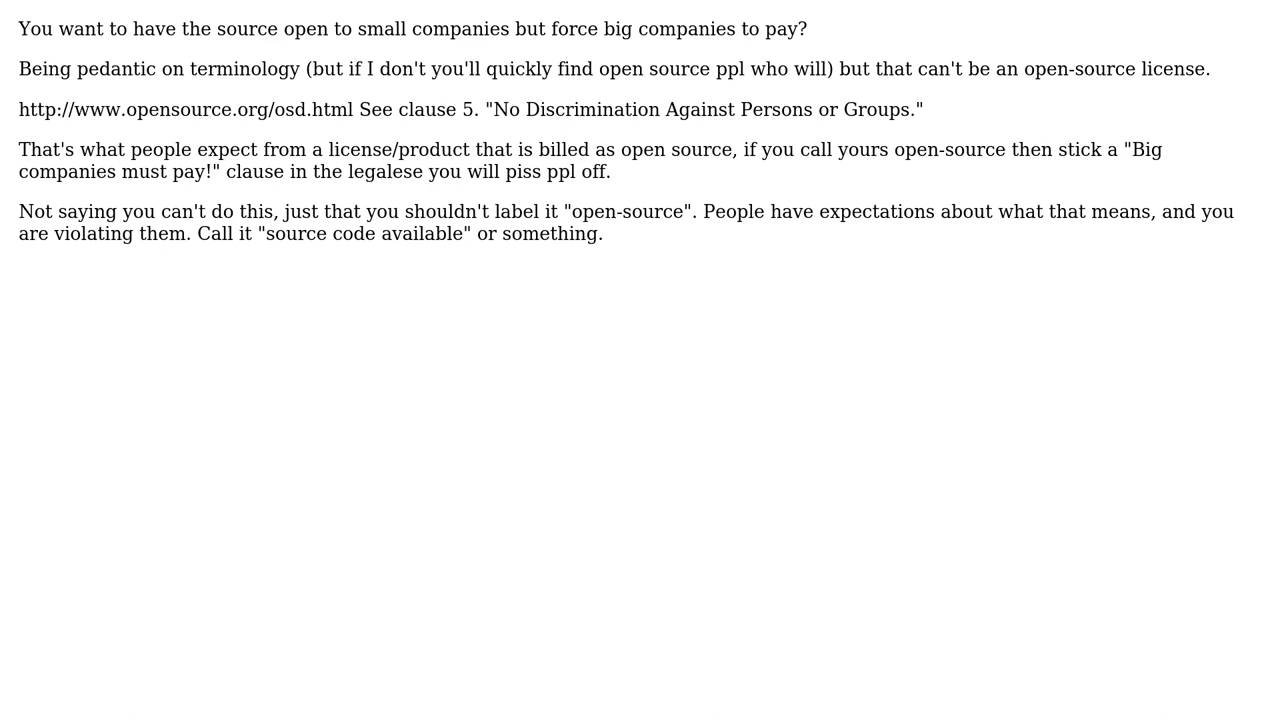 You want to have the source open to small companies but force big companies to pay?
Being pedantic on terminology (but if I don't you'll quickly find open source ppl who will) but that can't be an open-source license.
http://www.opensource.org/osd.html See clause 5. "No Discrimination Against Persons or Groups."
That's what people expect from a license/product that is billed as open source, if you call yours open-source then stick a "Big
companies must pay!" clause in the legalese you will piss ppl off.
Not saying you can't do this, just that you shouldn't label it "open-source". People have expectations about what that means, and you
are violating them. Call it "source code available" or something.